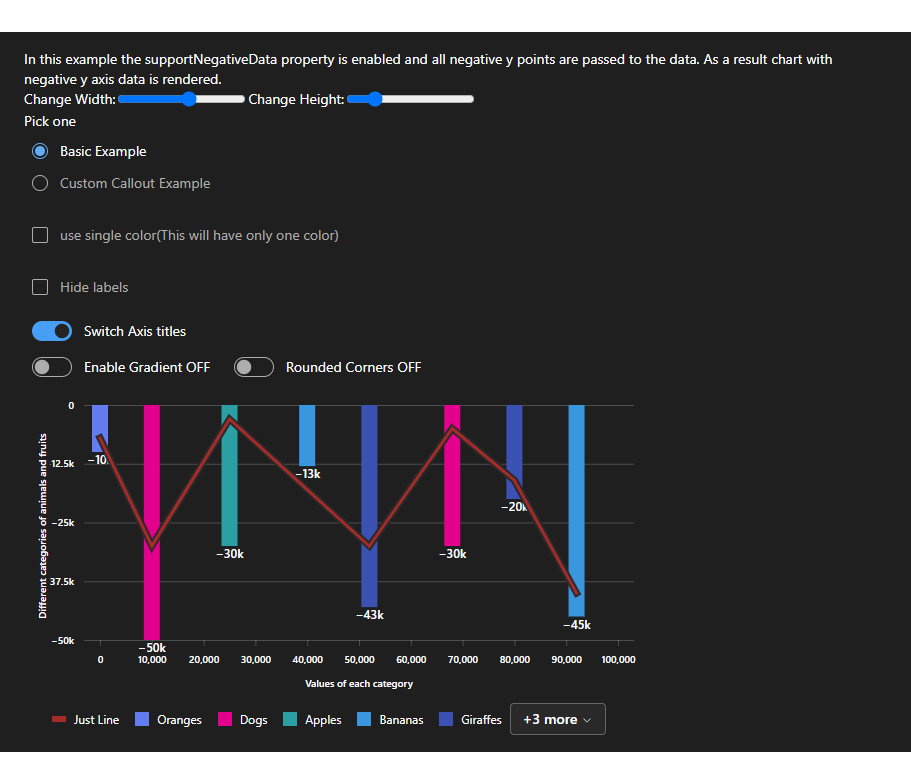 In this example the supportNegativeData property is enabled and all negative y points are passed to the data. As a result chart with
negative y axis data is rendered.
Change Width: Change Height:
Pick one
Basic Example
Custom Callout Example
use single color(This will have only one color)
Hide labels
Switch Axis titles
Enable Gradient OFF Rounded Corners OFF
Different categories of animals and fruits
0
12.5k
−25k
37.5k
−50k
−10
−50k
−30k
−13k
−43k
−30k
−20k
−45k
0 10,000 20,000 30,000 40,000 50,000 60,000 70,000 80,000 90,000 100,000
Values of each category
Just Line Oranges Dogs Apples Bananas Giraffes +3 more